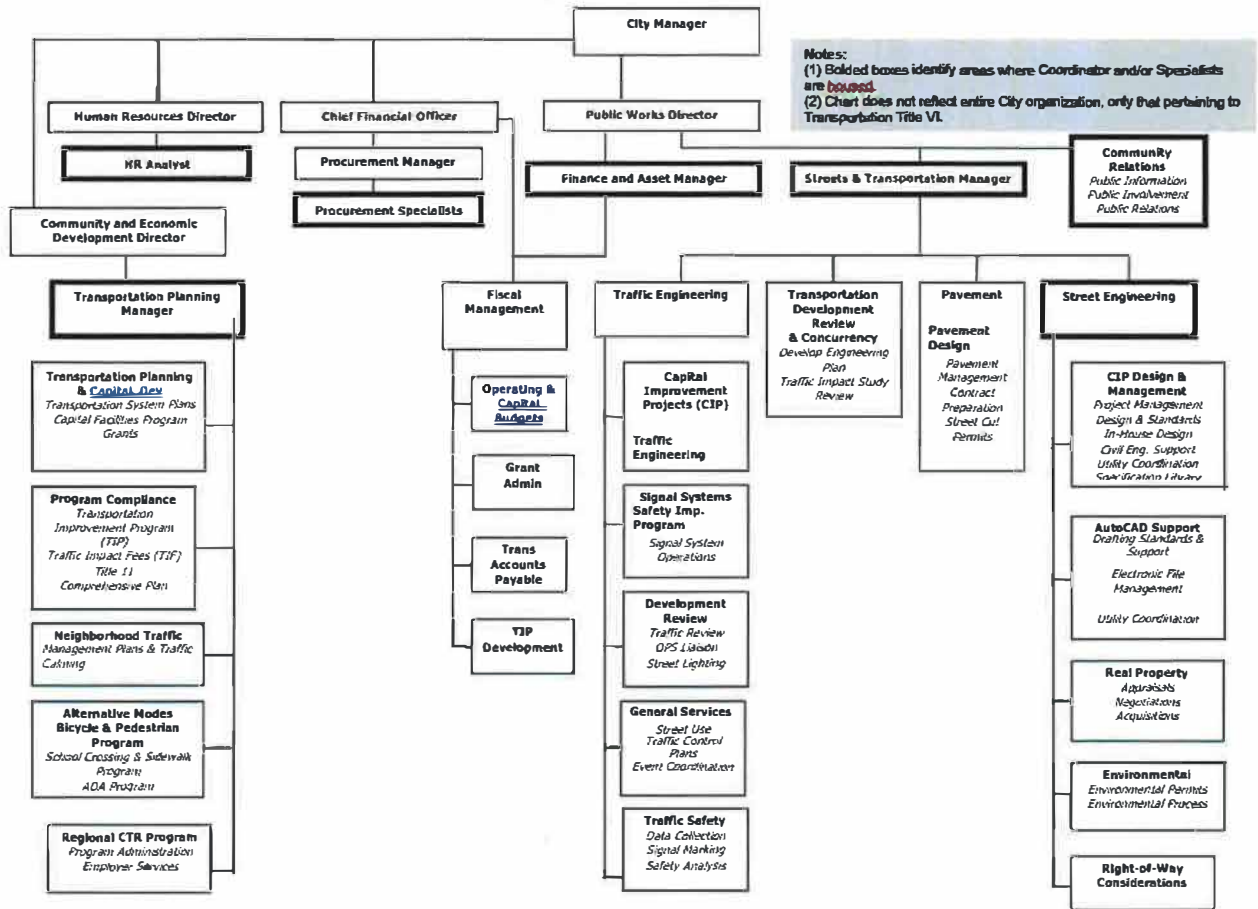 City Manager
Notes:
(1) Bolded boxes identify areas where Coordinator and/or Specialists
are housed.
(2) Chart does not reflect entire City organization, only that pertaining to
Transportation Title VI.
Human Resources Director
Chief Financial Officer
Public Works Director
HR Analyst
Procurement Manager
Finance and Asset Manager
Streets & Transportation Manager
Community
Relations
Public Information
Public Involvement
Public Relations
Procurement Specialists
Community and Economic
Development Director
Transportation Planning
Manager
Fiscal
Management
Traffic Engineering
Transportation
Development
Review
& Concurrency
Develop Engineering
Plan
Traffic Impact Study
Review
Pavement
Pavement
Design
Pavement
Management
Contract
Preparation
Street Cut
Permits
Street Engineering
Transportation Planning
& Capital Dev
Transportation System Plans
Capital Facilities Program
Grants
Program Compliance
Transportation
Improvement Program
(TIP)
Traffic Impact Fees (TIF)
Title 11
Comprehensive Plan
Neighborhood Traffic
Management Plans & Traffic
Calming
Alternative Modes
Bicycle & Pedestrian
Program
School Crossing & Sidewalk
Program
ADA Program
Regional CTR Program
Program Administration
Employer Services
Operating &
Capital
Budgets
Grant
Admin
Trans
Accounts
Payable
TIP
Development
Capital
Improvement
Projects (CIP)
Traffic
Engineering
Signal Systems
Safety Imp.
Program
Signal System
Operations
Development
Review
Traffic Review
OPS Liaison
Street Lighting
General Services
Street Use
Traffic Control
Plans
Event Coordination
Traffic Safety
Data Collection
Signal Marking
Safety Analysis
CIP Design &
Management
Project Management
Design & Standards
In-House Design
Civil Eng. Support
Utility Coordination
Specification Library
AutoCAD Support
Drafting Standards &
Support
Electronic File
Management
Utility Coordination
Real Property
Appraisals
Negotiations
Acquisitions
Environmental
Environmental Permits
Environmental Process
Right-of-Way
Considerations